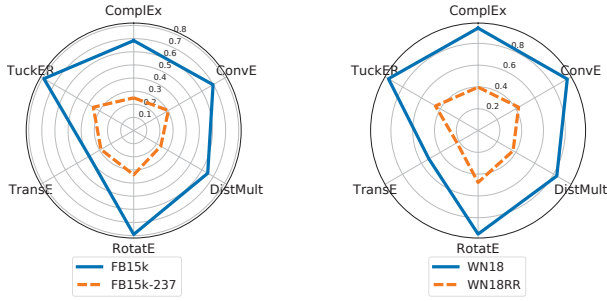 ComplEx
0.8
0.7
0.6
0.5
0.4
0.3
0.2
0.1
TuckER
ConvE
TransE
DistMult
RotatE
FB15k
FB15k-237
ComplEx
0.8
0.6
0.4
0.2
TuckER
ConvE
TransE
DistMult
RotatE
WN18
WN18RR